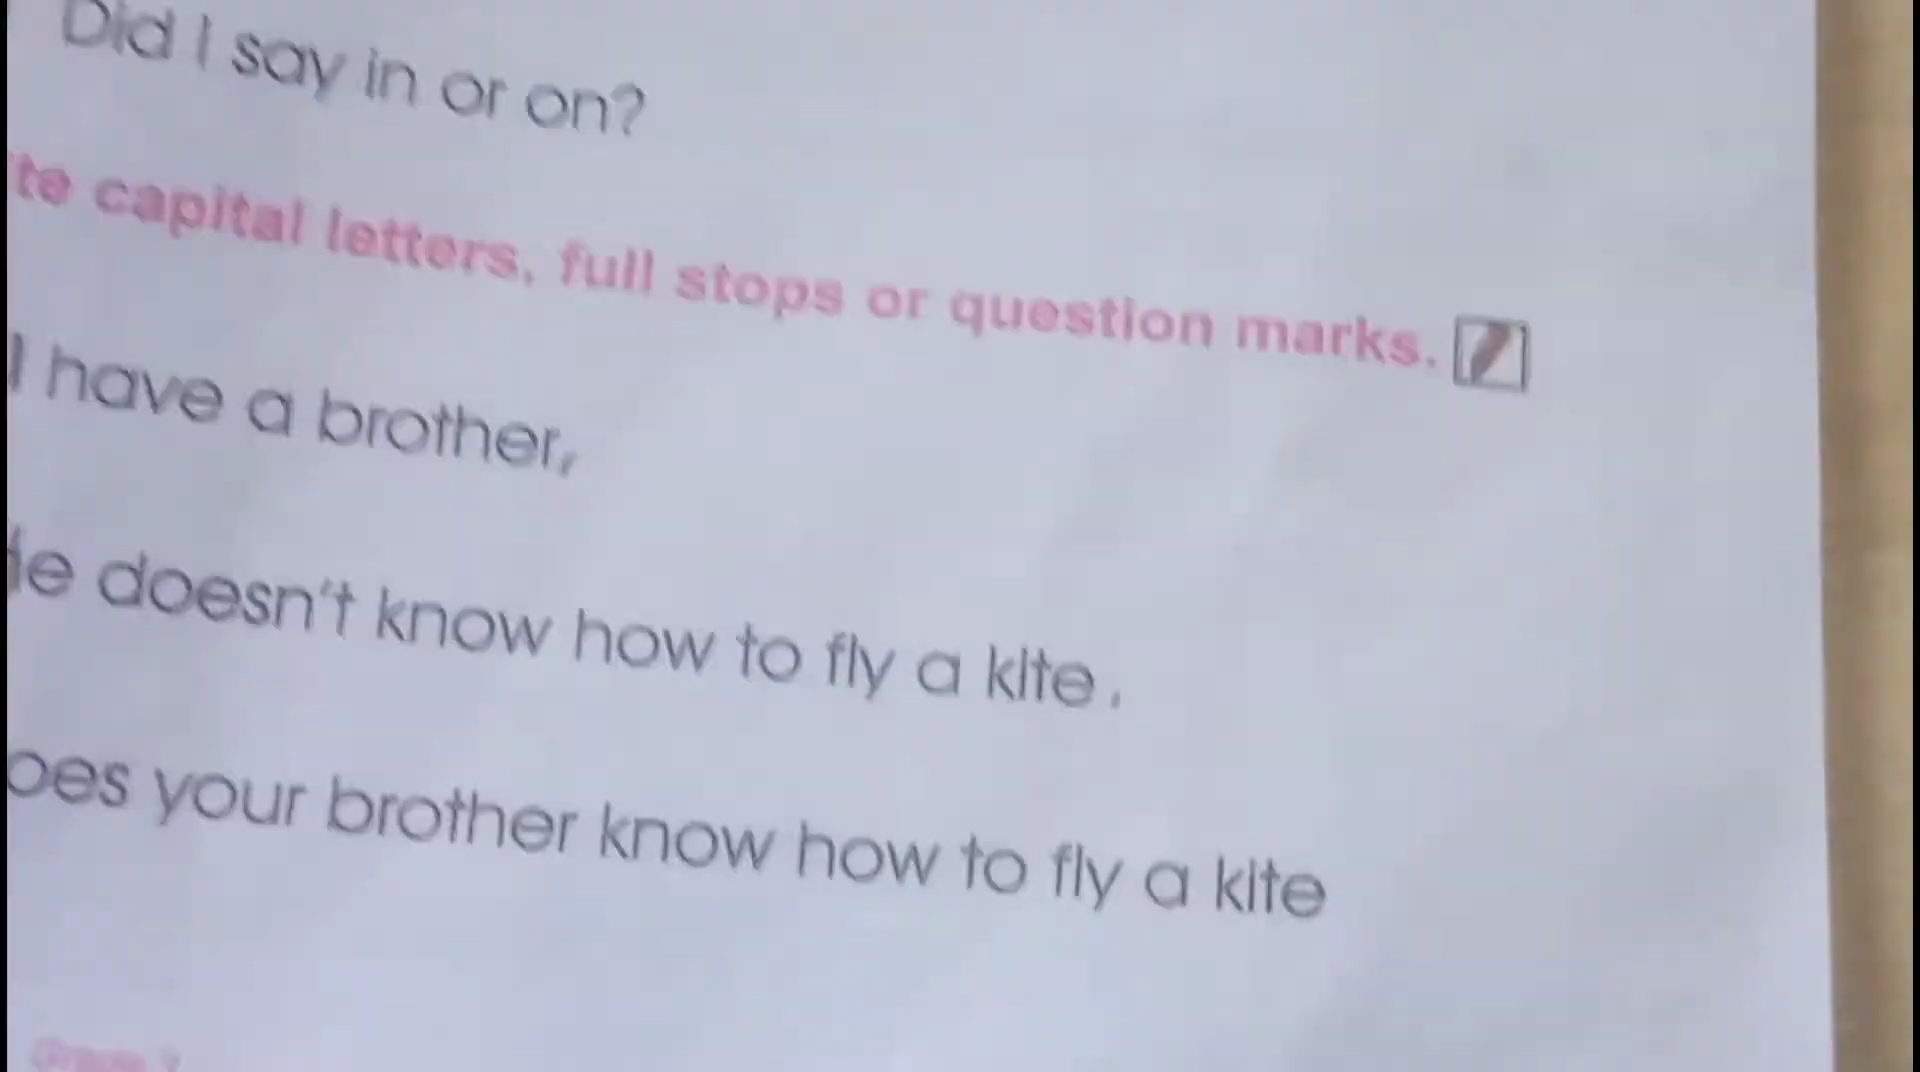 Did I say in or on?
te capital letters, full stops or question marks.
I have a brother,
He doesn't know how to fly a kite.
oes your brother know how to fly a kite